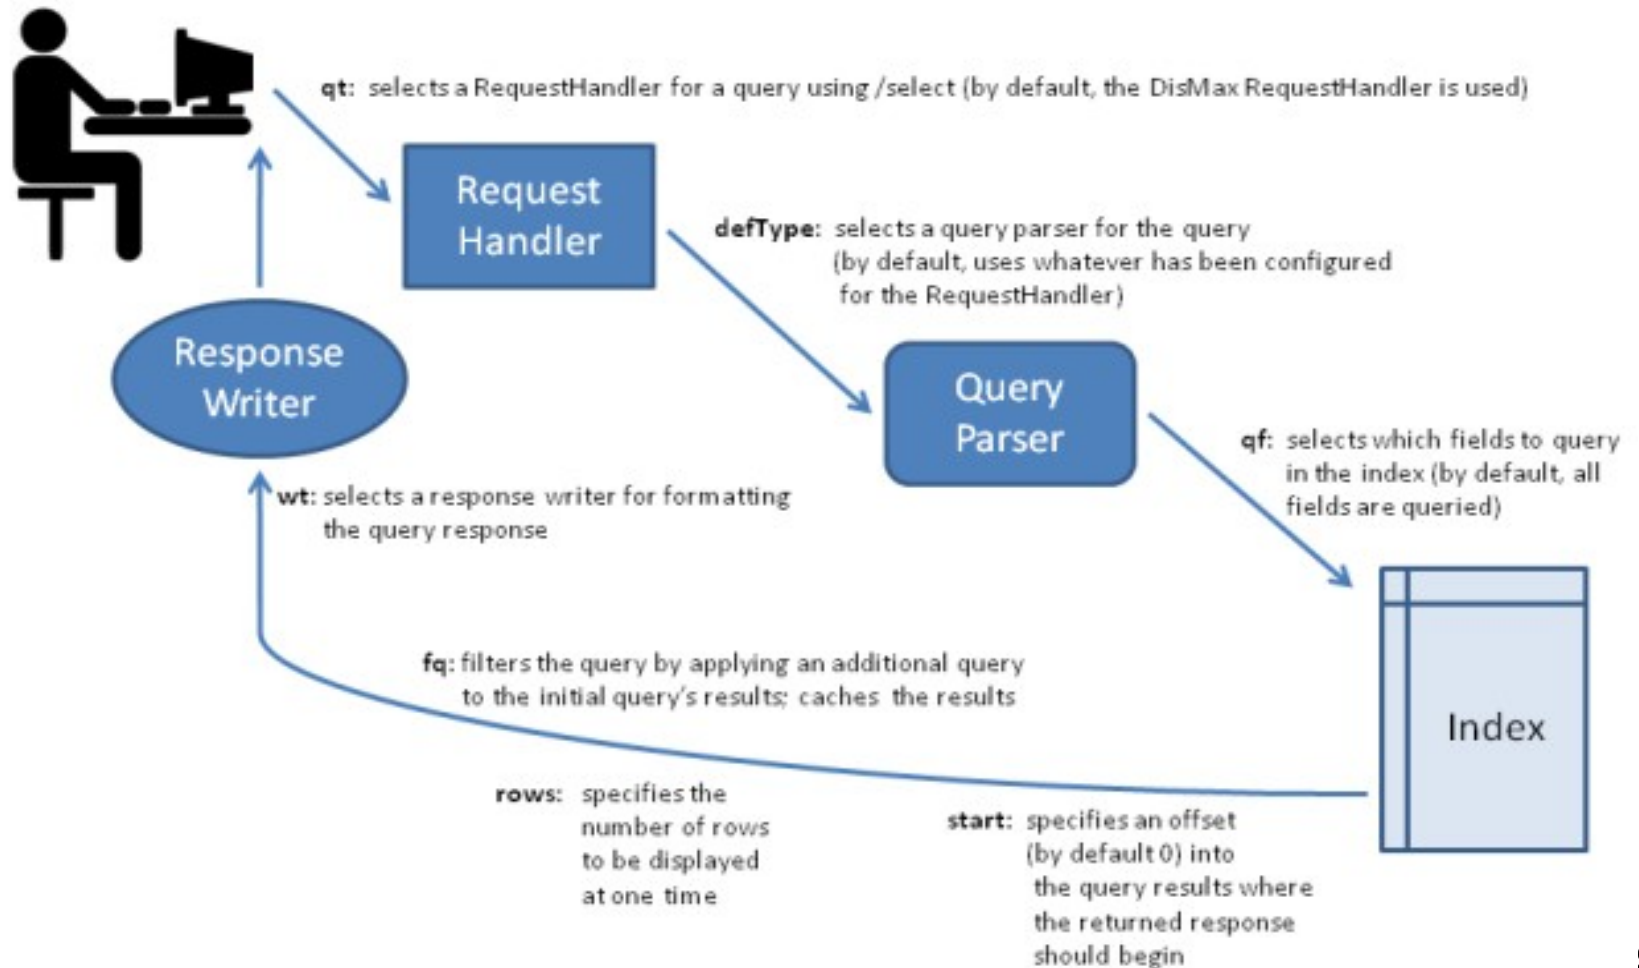 qt: selects a RequestHandler for a query using /select (by default, the DisMax RequestHandler is used)
Request
Handler
defType: selects a query parser for the query
(by default, uses whatever has been configured
for the RequestHandler)
Response
Writer
Query
Parser
qf: selects which fields to query
in the index (by default, all
fields are queried)
wt: selects a response writer for formatting
the query response
fq: filters the query by applying an additional query
to the initial query's results; caches the results
Index
rows: specifies the
number of rows
to be displayed
at one time
start: specifies an offset
(by default 0) into
the query results where
the returned response
should begin